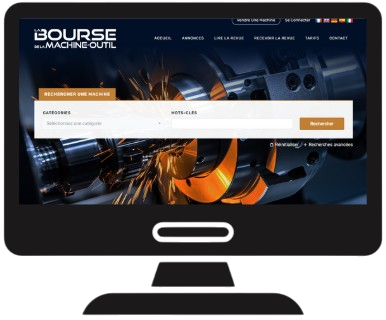 Vendre Une Machine Se Connecter
LA BOURSE
DE LA MACHINE-OUTIL
ACCUEIL ANNONCES LIRE LA REVUE RECEVOIR LA REVUE TARIFS CONTACT
RECHERCHER UNE MACHINE
CATÉGORIES MOTS-CLÉS
Sélectionnez une catégorie Rechercher
Réinitialiser + Recherches avancées